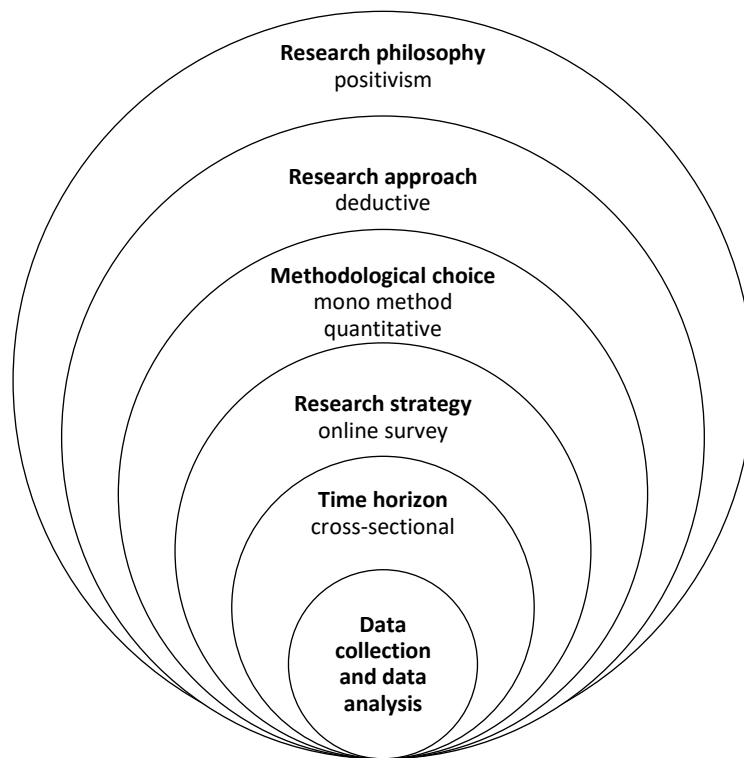 Research philosophy
positivism
Research approach
deductive
Methodological choice
mono method
quantitative
Research strategy
online survey
Time horizon
cross-sectional
Data
collection
and data
analysis